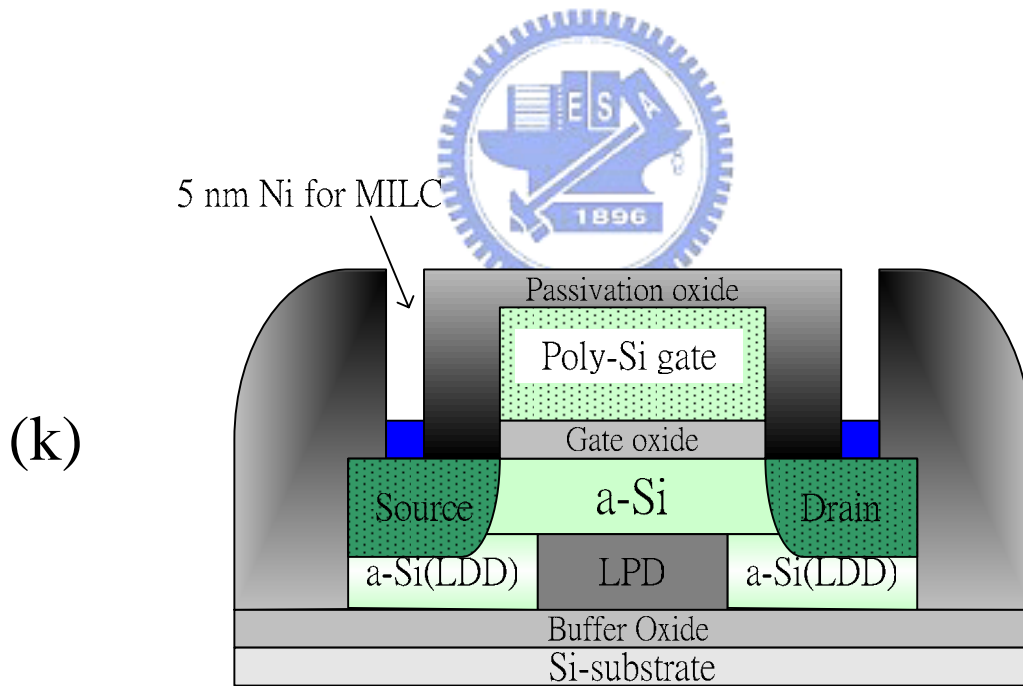 E S A
1896
5 nm Ni for MILC
Passivation oxide
Poly-Si gate
(k)
Gate oxide
a-Si
Source
Drain
a-Si(LDD)
LPD
a-Si(LDD)
Buffer Oxide
Si-substrate